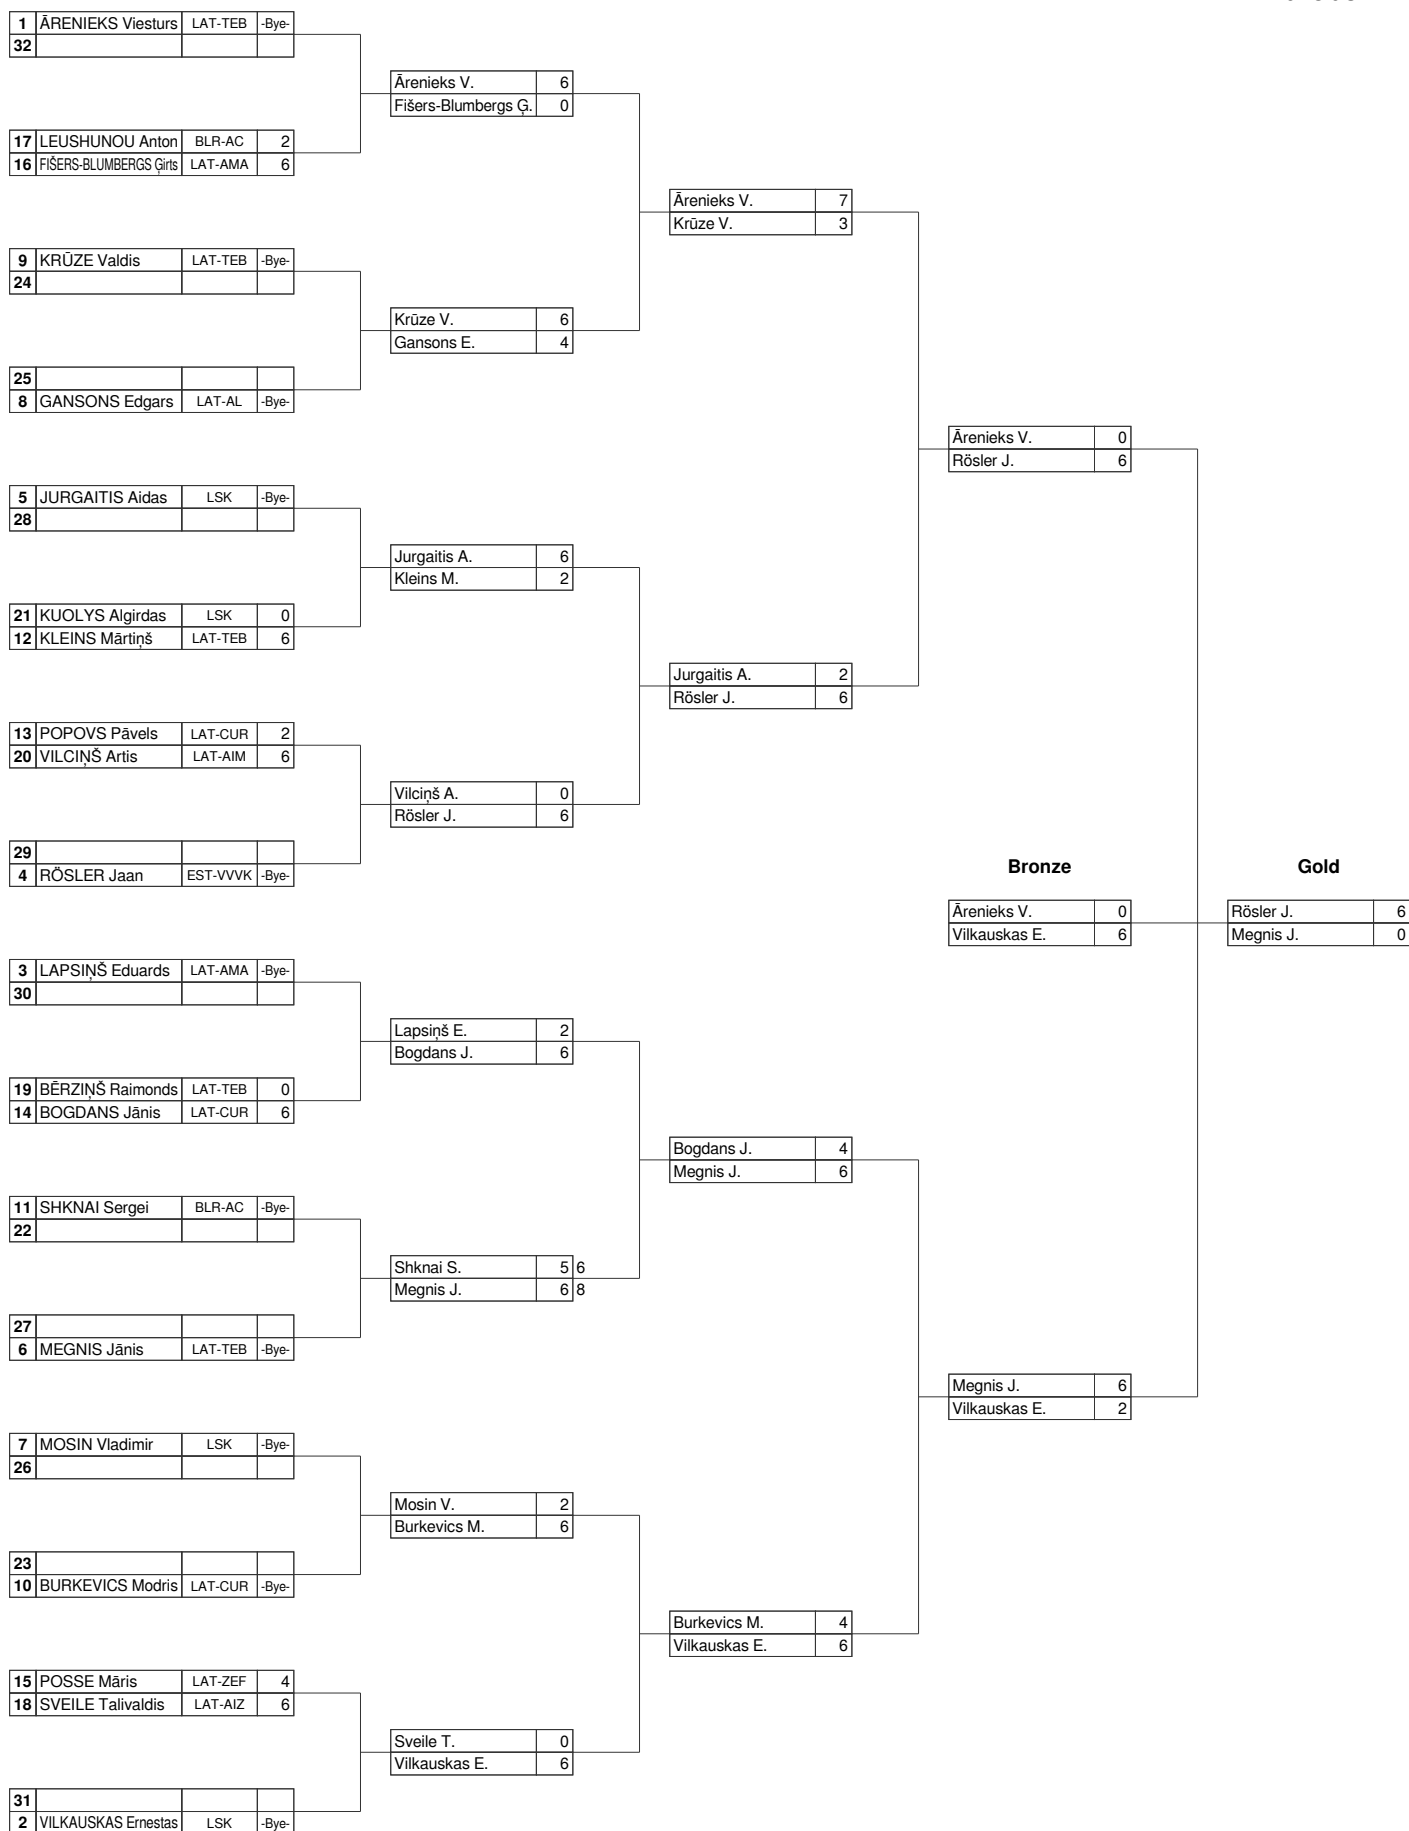 1 ĀRENIEKS Viesturs LAT-TEB -Bye-
32
Ārenieks V. 6
Fišers-Blumbergs Ģ. 0
17 LEUSHUNOU Anton BLR-AC 2
16 FIŠERS-BLUMBERGS Ģirts LAT-AMA 6
Ārenieks V. 7
Krūze V. 3
9 KRŪZE Valdis LAT-TEB -Bye-
24
Krūze V. 6
Gansons E. 4
25
8 GANSONS Edgars LAT-AL -Bye-
Ārenieks V. 0
Rösler J. 6
5 JURGAITIS Aidas LSK -Bye-
28
Jurgaitis A. 6
Kleins M. 2
21 KUOLYS Algirdas LSK 0
12 KLEINS Mārtiņš LAT-TEB 6
Jurgaitis A. 2
Rösler J. 6
13 POPOVS Pāvels LAT-CUR 2
20 VILCIŅŠ Artis LAT-AIM 6
Vilciņš A. 0
Rösler J. 6
29
4 RÖSLER Jaan EST-VVVK -Bye-
Bronze Gold
Ārenieks V. 0 Rösler J. 6
Vilkauskas E. 6 Megnis J. 0
3 LAPSIŅŠ Eduards LAT-AMA -Bye-
30
Lapsiņš E. 2
Bogdans J. 6
19 BĒRZIŅŠ Raimonds LAT-TEB 0
14 BOGDANS Jānis LAT-CUR 6
Bogdans J. 4
Megnis J. 6
11 SHKNAI Sergei BLR-AC -Bye-
22
Shknai S. 5 6
Megnis J. 6 8
27
6 MEGNIS Jānis LAT-TEB -Bye-
Megnis J. 6
Vilkauskas E. 2
7 MOSIN Vladimir LSK -Bye-
26
Mosin V. 2
Burkevics M. 6
23
10 BURKEVICS Modris LAT-CUR -Bye-
Burkevics M. 4
Vilkauskas E. 6
15 POSSE Māris LAT-ZEF 4
18 SVEILE Talivaldis LAT-AIZ 6
Sveile T. 0
Vilkauskas E. 6
31
2 VILKAUSKAS Ernestas LSK -Bye-